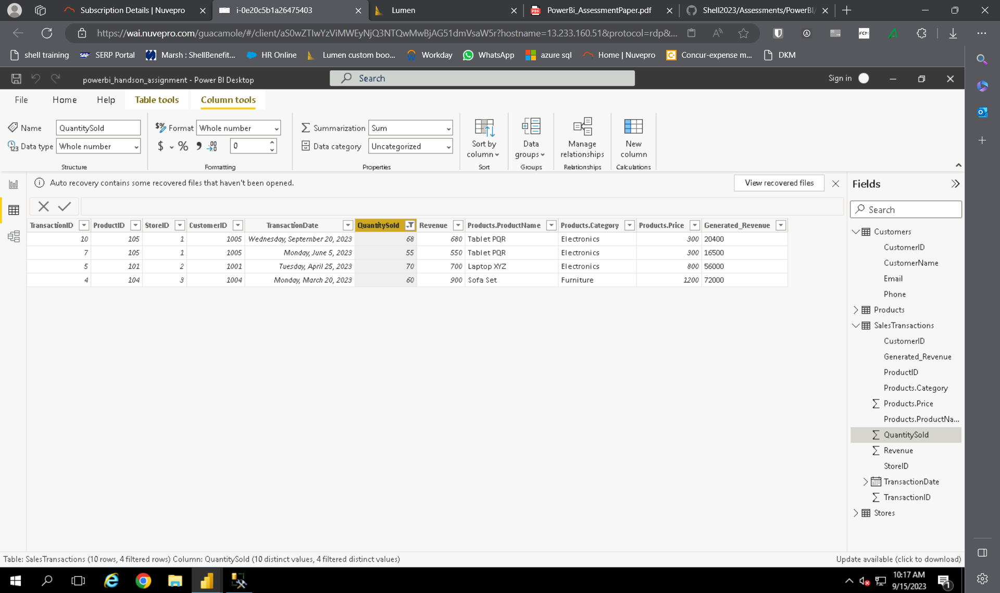 Subscription Details | Nuvepro
i-0e20c5b1a26475403
Lumen
PDF
PowerBi_AssessmentPaper.pdf
Shell2023/Assessments/PowerBI/
https://wai.nuvepro.com/guacamole/#/client/aS0wZTIwYzViMWEyNjQ3NTQwMwBjAG51dmVsaW5r?hostname=13.233.160.51&protocol=rdp&...
FCM
shell training
SAP
SERP Portal
Marsh : ShellBenefit...
HR Online
Lumen custom boo...
Workday
WhatsApp
azure sql
Home | Nuvepro
Concur-expense m...
DKM
powerbi_handson_assignment - Power BI Desktop
Search
Sign in
File
Home
Help
Table tools
Column tools
Name
QuantitySold
$% Format
Whole number
Summarization
Sum
Sort by
column
Data
groups
Manage
relationships
New
column
123 Data type
Whole number
$ % , .00
0
Data category
Uncategorized
Structure
Formatting
Properties
Sort
Groups
Relationships
Calculations
Auto recovery contains some recovered files that haven't been opened.
View recovered files
Fields
Search
TransactionID ProductID StoreID CustomerID TransactionDate QuantitySold Revenue Products.ProductName Products.Category Products.Price Generated_Revenue
10 105 1 1005 Wednesday, September 20, 2023 68 680 Tablet PQR Electronics 300 20400
7 105 1 1005 Monday, June 5, 2023 55 550 Tablet PQR Electronics 300 16500
5 101 2 1001 Tuesday, April 25, 2023 70 700 Laptop XYZ Electronics 800 56000
4 104 3 1004 Monday, March 20, 2023 60 900 Sofa Set Furniture 1200 72000
Customers
CustomerID
CustomerName
Email
Phone
Products
SalesTransactions
CustomerID
Generated_Revenue
ProductID
Products.Category
Products.Price
Products.ProductNa...
QuantitySold
Revenue
StoreID
TransactionDate
TransactionID
Stores
Table: SalesTransactions (10 rows, 4 filtered rows) Column: QuantitySold (10 distinct values, 4 filtered distinct values)
Update available (click to download)
10:17 AM
9/15/2023
1